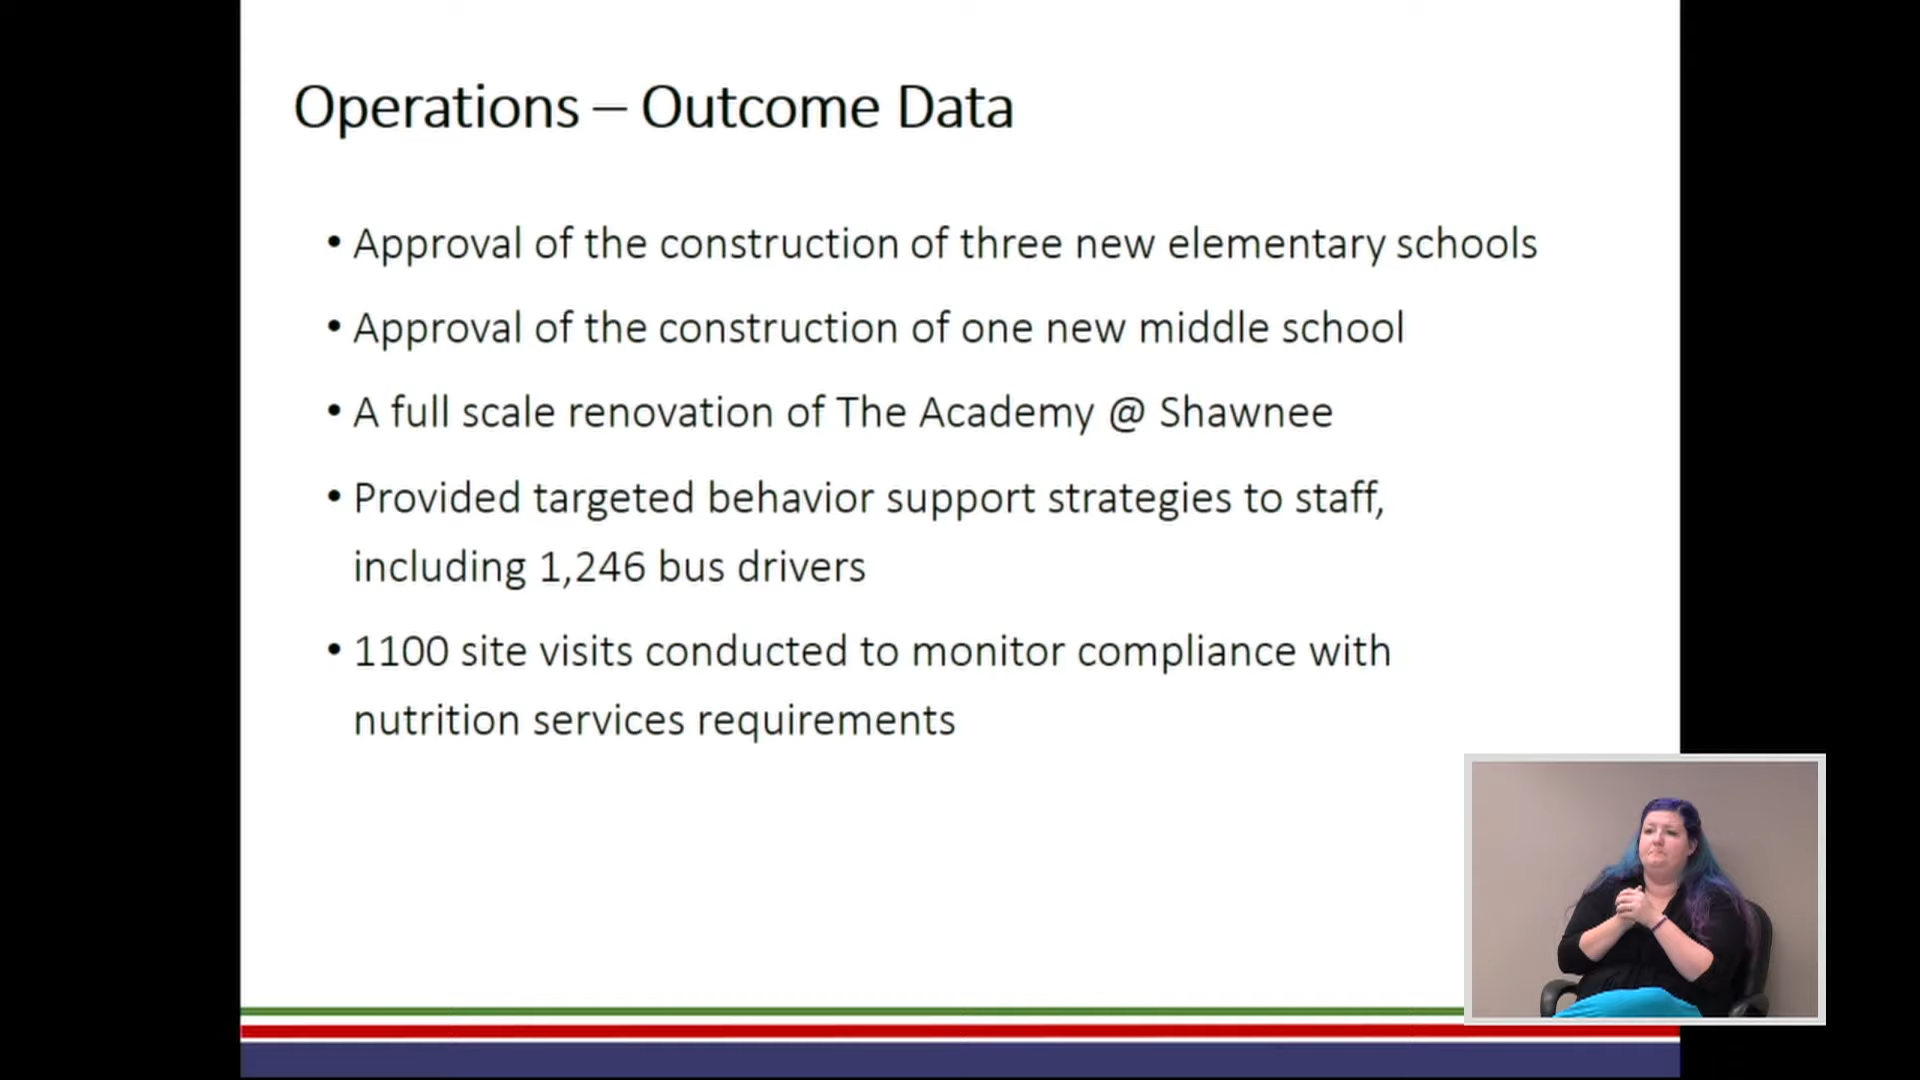 Operations – Outcome Data
• Approval of the construction of three new elementary schools
• Approval of the construction of one new middle school
• A full scale renovation of The Academy @ Shawnee
• Provided targeted behavior support strategies to staff,
including 1,246 bus drivers
• 1100 site visits conducted to monitor compliance with
nutrition services requirements